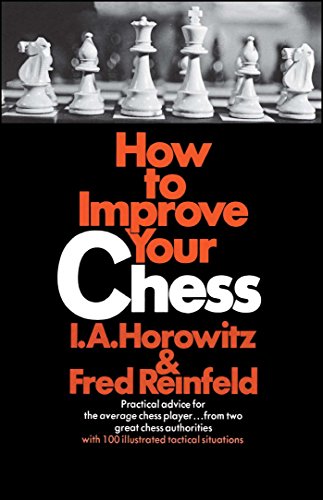 How
to
Improve
Your
Chess
I.A.Horowitz
&
Fred Reinfeld
Practical advice for
the average chess player...from two
great chess authorities
with 100 illustrated tactical situations